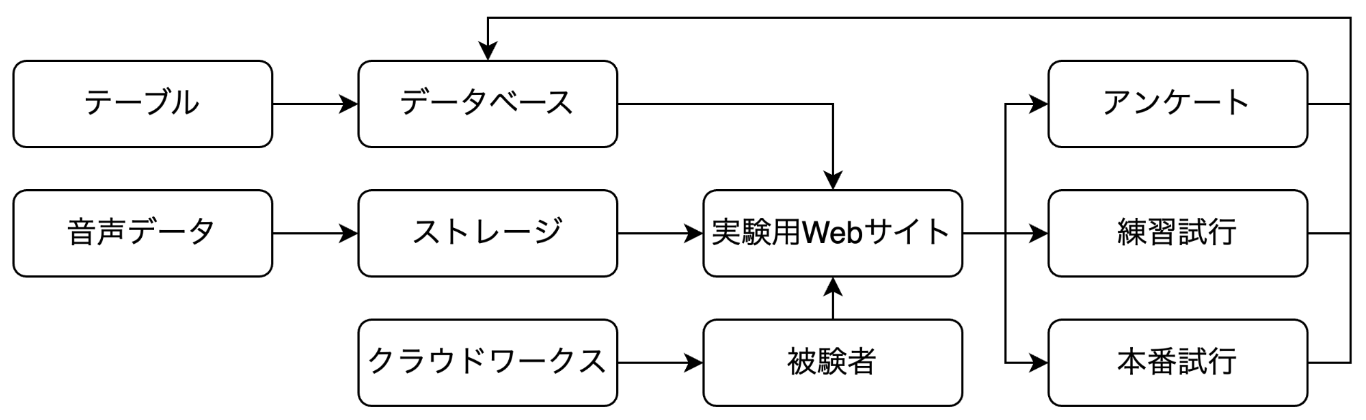 テーブル
データベース
アンケート
音声データ
ストレージ
実験用Webサイト
練習試行
クラウドワークス
被験者
本番試行